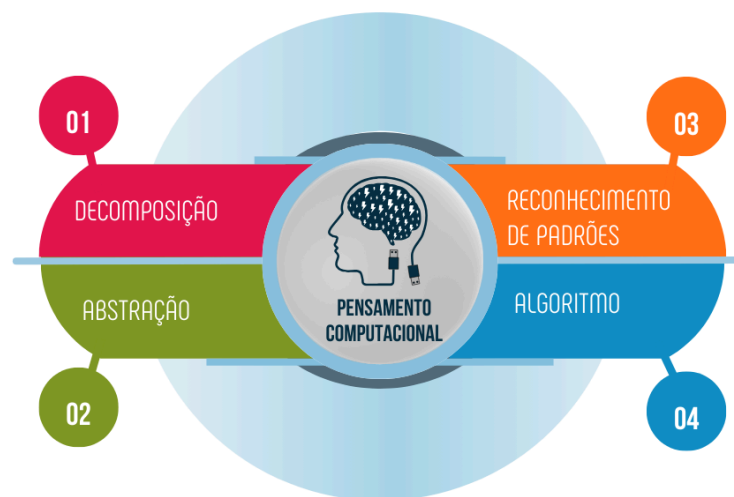 01
DECOMPOSIÇÃO
02
ABSTRAÇÃO
PENSAMENTO
COMPUTACIONAL
03
RECONHECIMENTO
DE PADRÕES
04
ALGORITMO